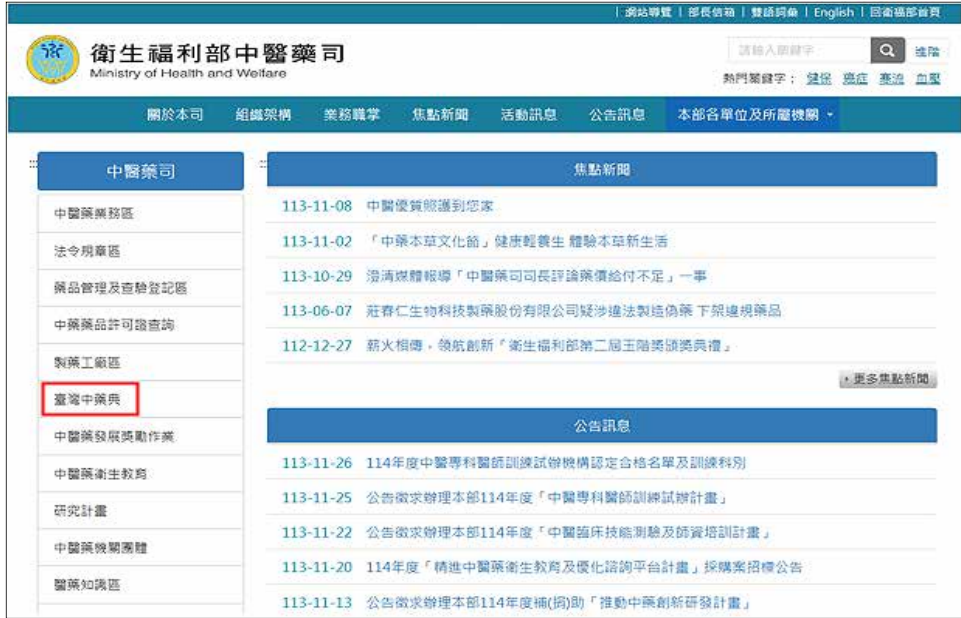 | 網站導覽 | 部長信箱 | 雙語詞彙 | English | 回衛福部首頁
衛生福利部中醫藥司
Ministry of Health and Welfare
請輸入關鍵字
進階
熱門關鍵字： 健保 癌症 賽流 血壓
關於本司 組織架構 業務職掌 焦點新聞 活動訊息 公告訊息 本部各單位及所屬機關
中醫藥司
中醫藥業務區
法令規章區
藥品管理及查驗登記區
中藥藥品許可證查詢
製藥工廠區
臺灣中藥典
中醫藥發展獎勵作業
中醫藥衛生教育
研究計畫
中醫藥機關團體
醫藥知識區
焦點新聞
113-11-08 中醫優質照護到您家
113-11-02 「中藥本草文化節」健康輕養生 體驗本草新生活
113-10-29 澄清媒體報導「中醫藥司司長評論藥價給付不足」一事
113-06-07 莊春仁生物科技製藥股份有限公司疑涉違法製造偽藥 下架違規藥品
112-12-27 薪火相傳，領航創新「衛生福利部第二屆王階獎頒獎典禮」
更多焦點新聞
公告訊息
113-11-26 114年度中醫專科醫師訓練試辦機構認定合格名單及訓練科別
113-11-25 公告徵求辦理本部114年度「中醫專科醫師訓練試辦計畫」
113-11-22 公告徵求辦理本部114年度「中醫臨床技能測驗及師資培訓計畫」
113-11-20 114年度「精進中醫藥衛生教育及優化諮詢平台計畫」採購案招標公告
113-11-13 公告徵求辦理本部114年度補(捐)助「推動中藥創新研發計畫」